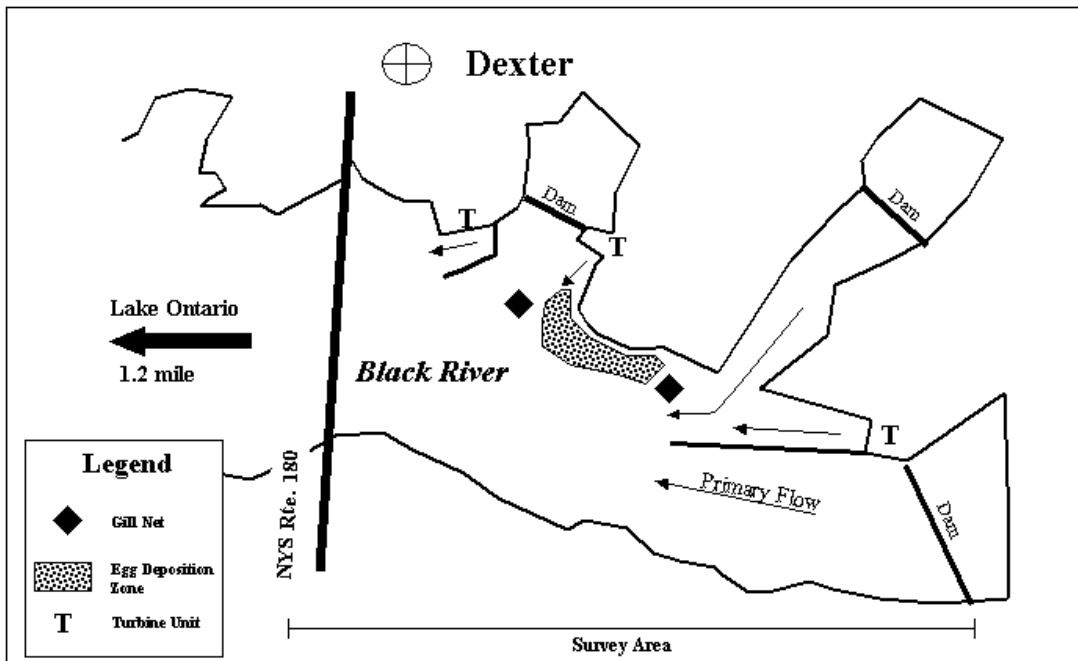 Dexter
Dam
Dam
T
T
Lake Ontario
1.2 mile
Black River
T
Primary Flow
Dam
NYS Rte. 180
Legend
Gill Net
Egg Deposition
Zone
T Turbine Unit
Survey Area